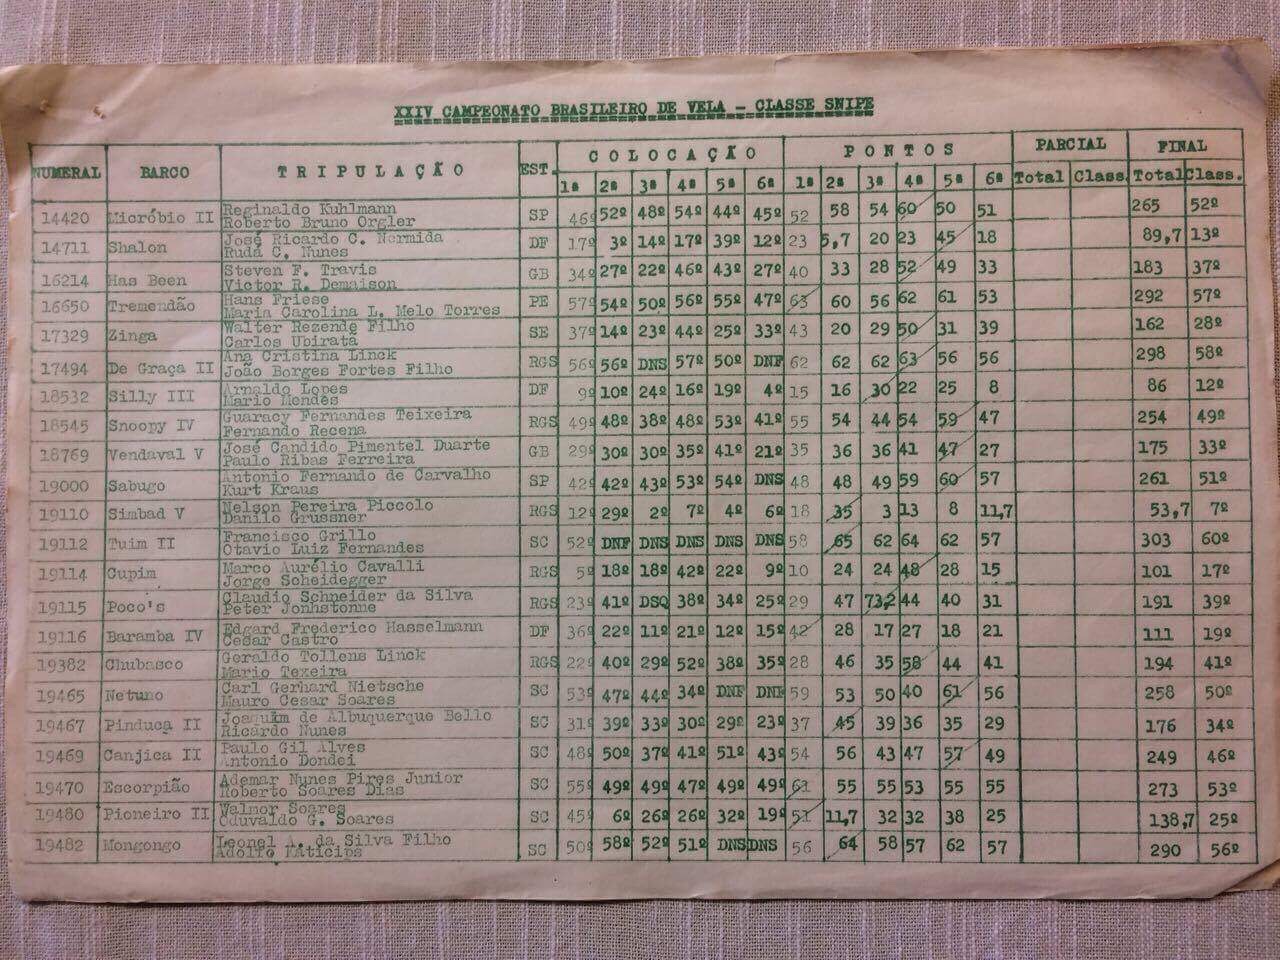 XXIV CAMPEONATO BRASILEIRO DE VELA - CLASSE SNIPE
NUMERAL BARCO TRIPULAÇÃO EST. COLOCAÇÃO PONTOS PARCIAL FINAL
1ª 2ª 3ª 4ª 5ª 6ª 1ª 2ª 3ª 4ª 5ª 6ª Total Class. Total Class.
14420 Micróbio II Reginaldo Kuhlmann SP 46º 52º 48º 54º 44º 45º 52 58 54 60 50 51 265 52º
Roberto Bruno Orgler
14711 Shalon José Ricardo C. Nermida DF 17º 3º 14º 17º 39º 12º 23 5,7 20 23 45 18 89,7 13º
Rudá C. Nunes
16214 Has Been Steven F. Travis GB 34º 27º 22º 46º 43º 27º 40 33 28 52 49 33 183 37º
Victor R. Demaison
16650 Tremendão Hans Friese PE 57º 54º 50º 56º 55º 47º 63 60 56 62 61 53 292 57º
Maria Carolina L. Melo Torres
17329 Zinga Walter Rezende Filho SE 37º 14º 23º 44º 25º 33º 43 20 29 50 31 39 162 28º
Carlos Ubirata
17494 De Graça II Ana Cristina Linck RGS 56º 56º DNS 57º 50º DNF 62 62 62 63 56 56 298 58º
João Borges Fortes Filho
18532 Silly III Arnaldo Lopes DF 9º 10º 24º 16º 19º 4º 15 16 30 22 25 8 86 12º
Mario Mendes
18545 Snoopy IV Guaracy Fernandes Teixeira RGS 49º 48º 38º 48º 53º 41º 55 54 44 54 59 47 254 49º
Fernando Recena
18769 Vendaval V José Candido Pimentel Duarte GB 29º 30º 30º 35º 41º 21º 35 36 36 41 47 27 175 33º
Paulo Ribas Ferreira
19000 Sabugo Antonio Fernando de Carvalho SP 42º 42º 43º 53º 54º DNS 48 48 49 59 60 57 261 51º
Kurt Kraus
19110 Simbad V Nelson Pereira Piccolo RGS 12º 29º 2º 7º 4º 6º 18 35 3 13 8 11,7 53,7 7º
Danilo Grussner
19112 Tuim II Francisco Grillo SC 52º DNF DNS DNS DNS DNS 58 65 62 64 62 57 303 60º
Otavio Luiz Fernandes
19114 Cupim Marco Aurélio Cavalli RGS 5º 18º 18º 42º 22º 9º 10 24 24 48 28 15 101 17º
Jorge Scheidegger
19115 Poco's Claudio Schneider da Silva RGS 23º 41º DSQ 38º 34º 25º 29 47 73,2 44 40 31 191 39º
Peter Jonhstonne
19116 Baramba IV Edgard Frederico Hasselmann DF 36º 22º 11º 21º 12º 15º 42 28 17 27 18 21 111 19º
Cesar Castro
19382 Chubasco Geraldo Tollens Linck RGS 22º 40º 29º 52º 38º 35º 28 46 35 58 44 41 194 41º
Mario Texeira
19465 Netuno Carl Gerhard Nietsche SC 53º 47º 44º 34º DNF DNF 59 53 50 40 61 56 258 50º
Mauro Cesar Soares
19467 Pinduca II Joaquim de Albuquerque Bello SC 31º 39º 33º 30º 29º 23º 37 45 39 36 35 29 176 34º
Ricardo Nunes
19469 Canjica II Paulo Gil Alves SC 48º 50º 37º 41º 51º 43º 54 56 43 47 57 49 249 46º
Antonio Dondei
19470 Escorpião Ademar Nunes Pires Junior SC 55º 49º 49º 47º 49º 49º 61 55 55 53 55 55 273 53º
Roberto Soares Dias
19480 Pioneiro II Walmor Soares SC 45º 6º 26º 26º 32º 19º 51 11,7 32 32 38 25 138,7 25º
Oduvaldo G. Soares
19482 Mongongo Leonel A. da Silva Filho SC 50º 58º 52º 51º DNS DNS 56 64 58 57 62 57 290 56º
Adolfo